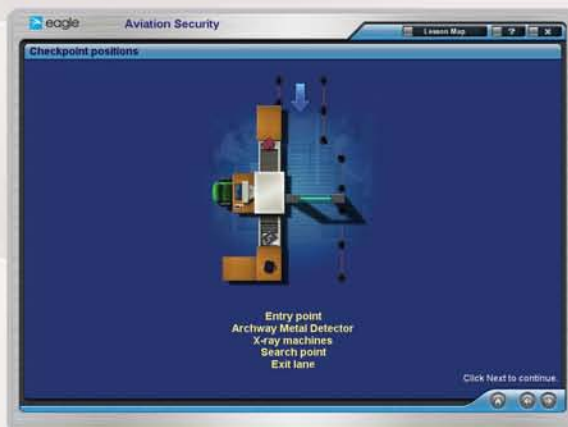 eagle
Aviation Security
Lesson Map
?
X
Checkpoint positions
Entry point
Archway Metal Detector
X-ray machines
Search point
Exit lane
Click Next to continue.